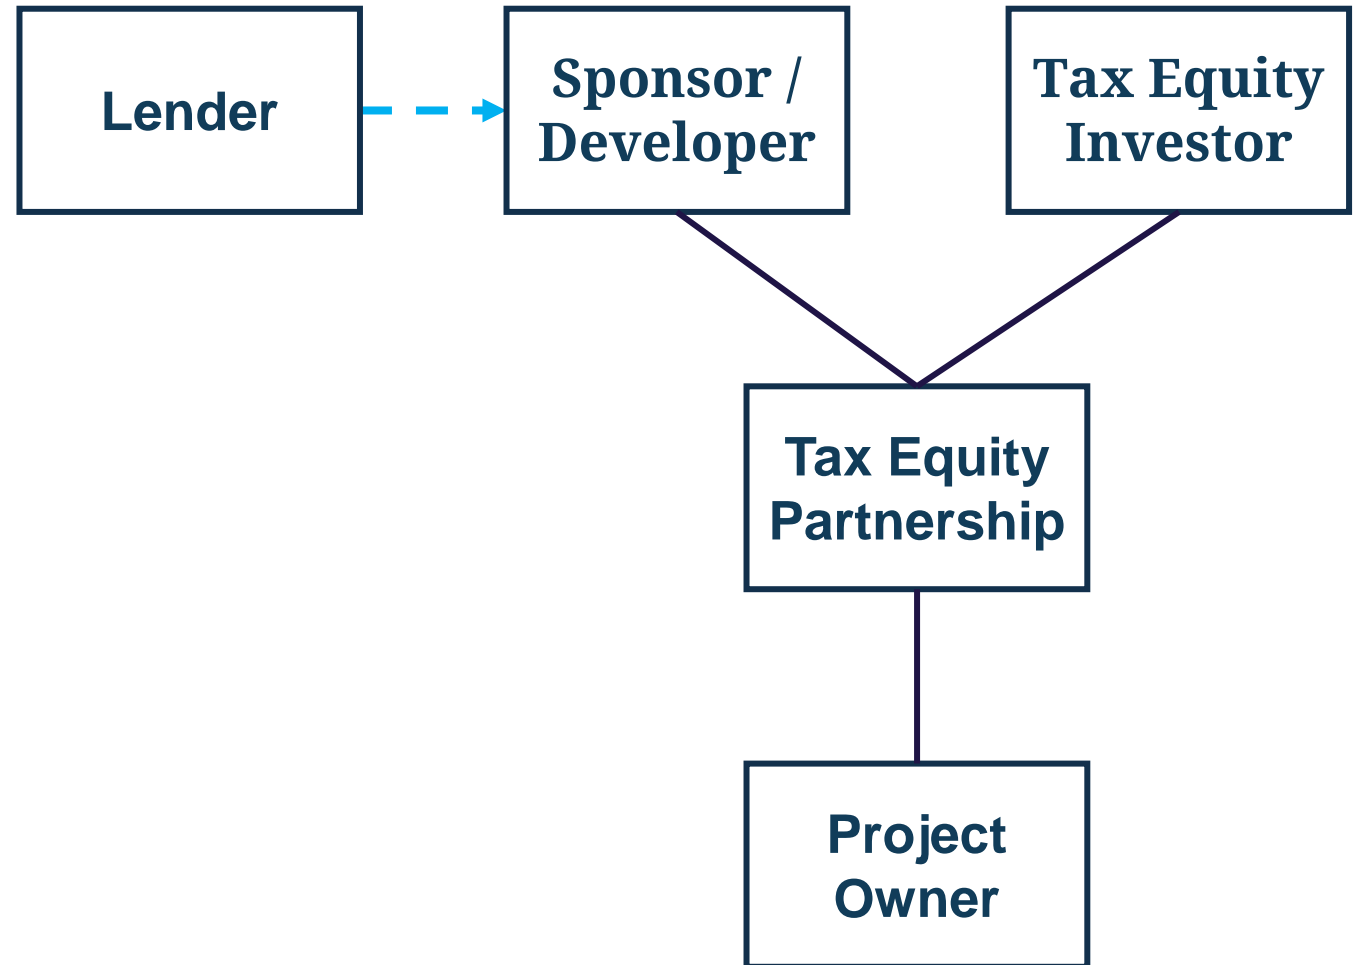 Lender
Sponsor /
Developer
Tax Equity
Investor
Tax Equity
Partnership
Project
Owner